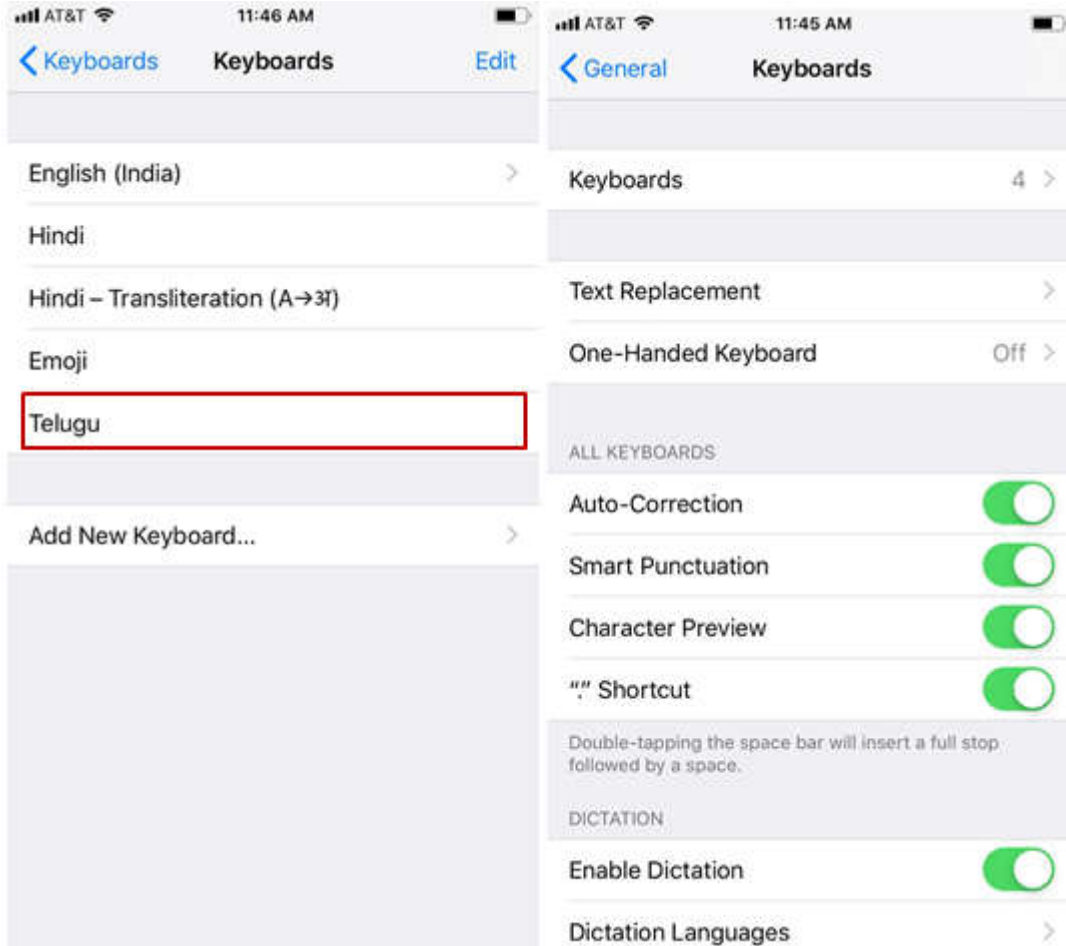 AT&T 11:46 AM
Keyboards Keyboards Edit
English (India)
Hindi
Hindi – Transliteration (A→अ)
Emoji
Telugu
Add New Keyboard...
AT&T 11:45 AM
General Keyboards
Keyboards 4
Text Replacement
One-Handed Keyboard Off
ALL KEYBOARDS
Auto-Correction
Smart Punctuation
Character Preview
“.” Shortcut
Double-tapping the space bar will insert a full stop
followed by a space.
DICTATION
Enable Dictation
Dictation Languages